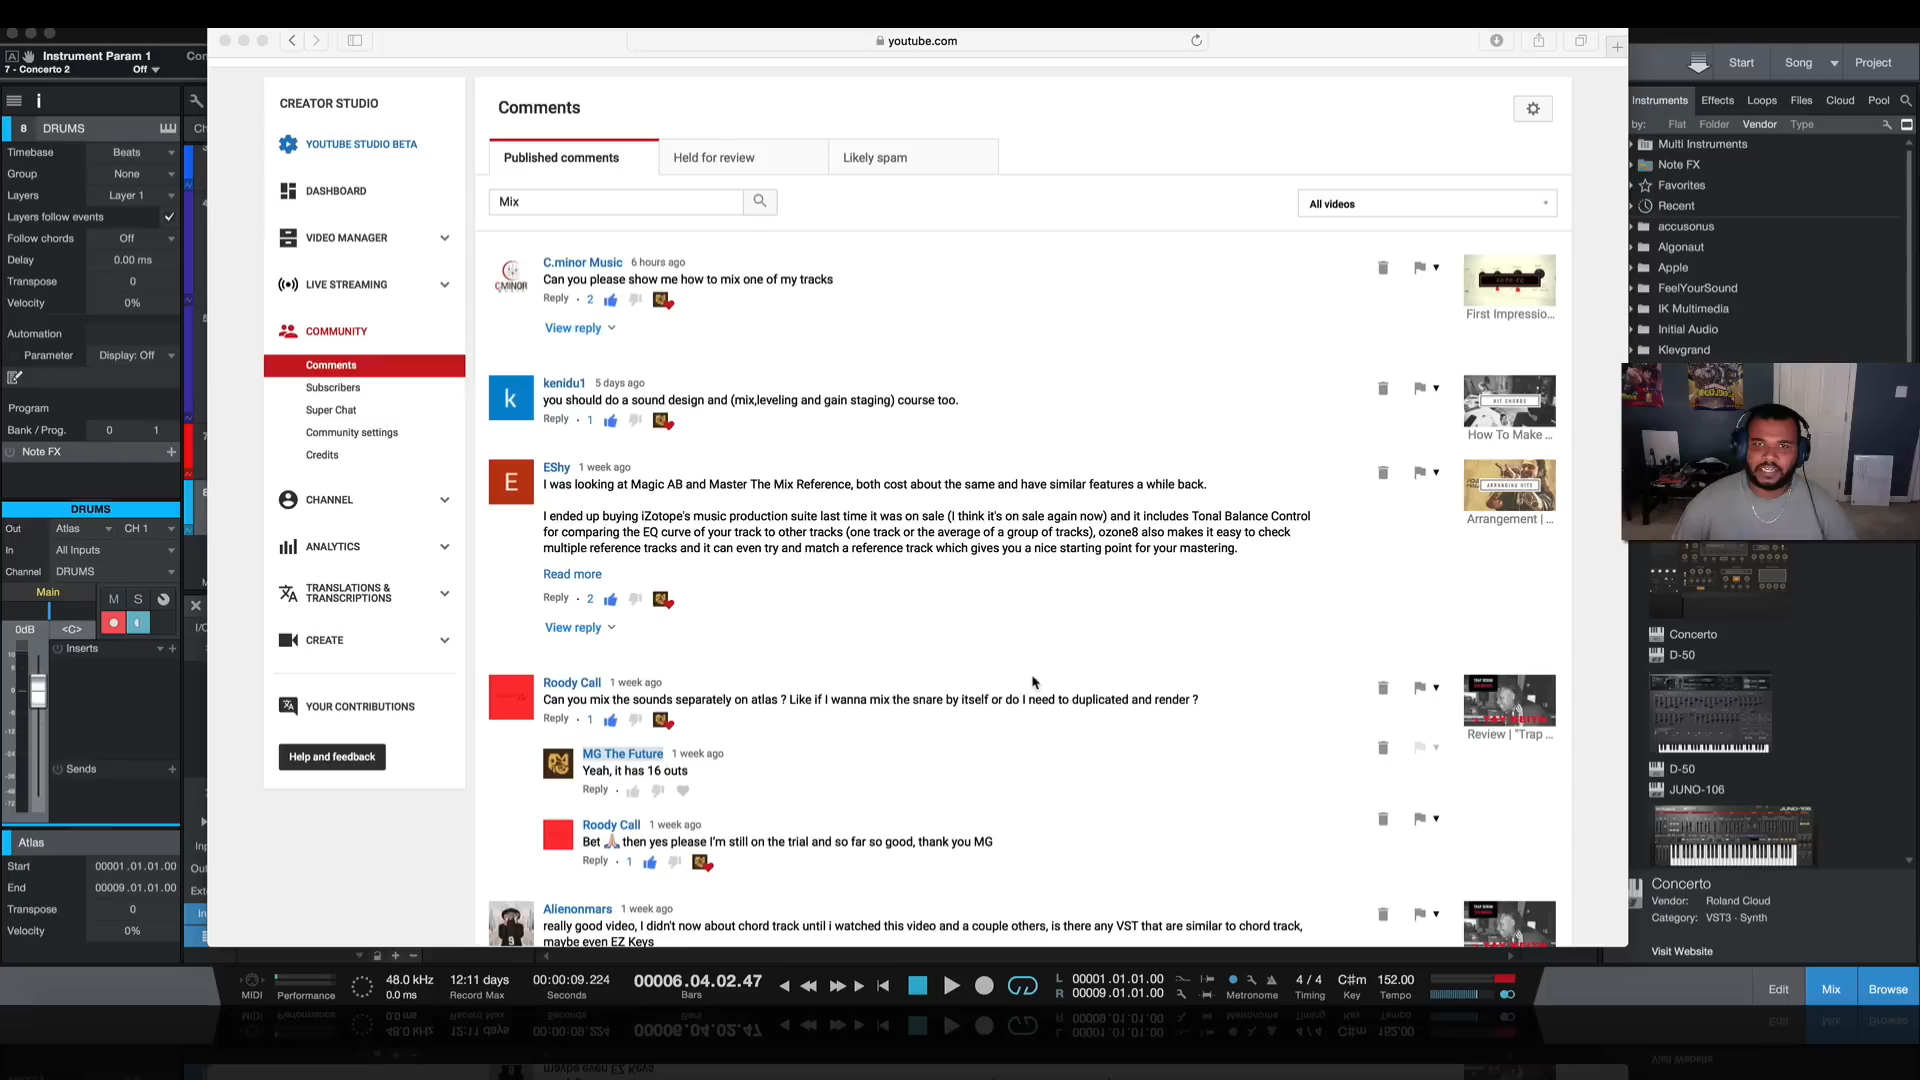 youtube.com
Instrument Param 1
7 - Concerto 2
Off
Start
Song
Project
i
8
DRUMS
Timebase
Beats
Group
None
Layers
Layer 1
Layers follow events
Follow chords
Off
Delay
0.00 ms
Transpose
0
Velocity
0%
Automation
Parameter
Display: Off
Program
Bank / Prog.
0
1
Note FX
DRUMS
Out
Atlas
CH 1
In
All Inputs
Channel
DRUMS
Main
M
S
0dB
<C>
Inserts
Sends
Atlas
Start
00001.01.01.00
End
00009.01.01.00
Transpose
0
Velocity
0%
CREATOR STUDIO
YOUTUBE STUDIO BETA
DASHBOARD
VIDEO MANAGER
LIVE STREAMING
COMMUNITY
Comments
Subscribers
Super Chat
Community settings
Credits
CHANNEL
ANALYTICS
TRANSLATIONS &
TRANSCRIPTIONS
CREATE
YOUR CONTRIBUTIONS
Help and feedback
Comments
Published comments
Held for review
Likely spam
Mix
All videos
C.minor Music 6 hours ago
Can you please show me how to mix one of my tracks
Reply · 2
View reply
First Impressio...
kenidu1 5 days ago
you should do a sound design and (mix,leveling and gain staging) course too.
Reply · 1
How To Make ...
EShy 1 week ago
I was looking at Magic AB and Master The Mix Reference, both cost about the same and have similar features a while back.
I ended up buying iZotope's music production suite last time it was on sale (I think it's on sale again now) and it includes Tonal Balance Control
for comparing the EQ curve of your track to other tracks (one track or the average of a group of tracks), ozone8 also makes it easy to check
multiple reference tracks and it can even try and match a reference track which gives you a nice starting point for your mastering.
Read more
Reply · 2
View reply
Arrangement | ...
Roody Call 1 week ago
Can you mix the sounds separately on atlas ? Like if I wanna mix the snare by itself or do I need to duplicated and render ?
Reply · 1
Review | "Trap ...
MG The Future 1 week ago
Yeah, it has 16 outs
Reply ·
Roody Call 1 week ago
Bet 🙏🏽 then yes please I'm still on the trial and so far so good, thank you MG
Reply · 1
Alienonmars 1 week ago
really good video, I didn't now about chord track until i watched this video and a couple others, is there any VST that are similar to chord track,
maybe even EZ Keys
Instruments
Effects
Loops
Files
Cloud
Pool
by:
Flat
Folder
Vendor
Type
Multi Instruments
Note FX
Favorites
Recent
accusonus
Algonaut
Apple
FeelYourSound
IK Multimedia
Initial Audio
Klevgrand
Concerto
D-50
D-50
JUNO-106
Concerto
Vendor: Roland Cloud
Category: VST3 · Synth
Visit Website
MIDI
Performance
48.0 kHz
0.0 ms
12:11 days
Record Max
00:00:09.224
Seconds
00006.04.02.47
Bars
L 00001.01.01.00
R 00009.01.01.00
Metronome
4 / 4
Timing
C#m
Key
152.00
Tempo
Edit
Mix
Browse